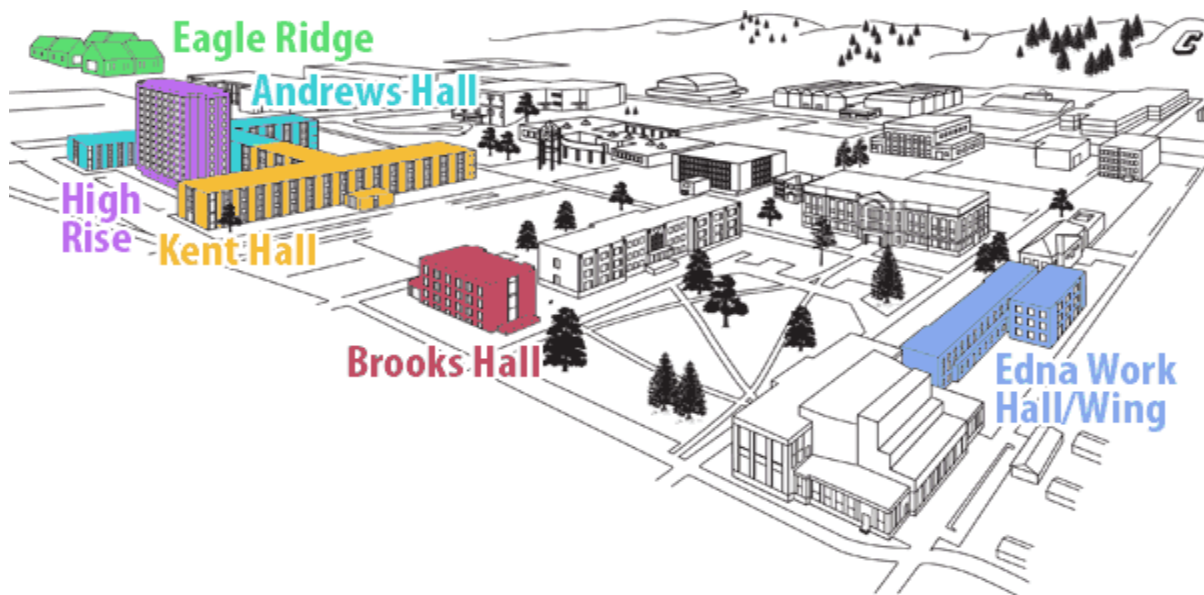 Eagle Ridge
Andrews Hall
High
Rise
Kent Hall
Brooks Hall
Edna Work
Hall/Wing
C